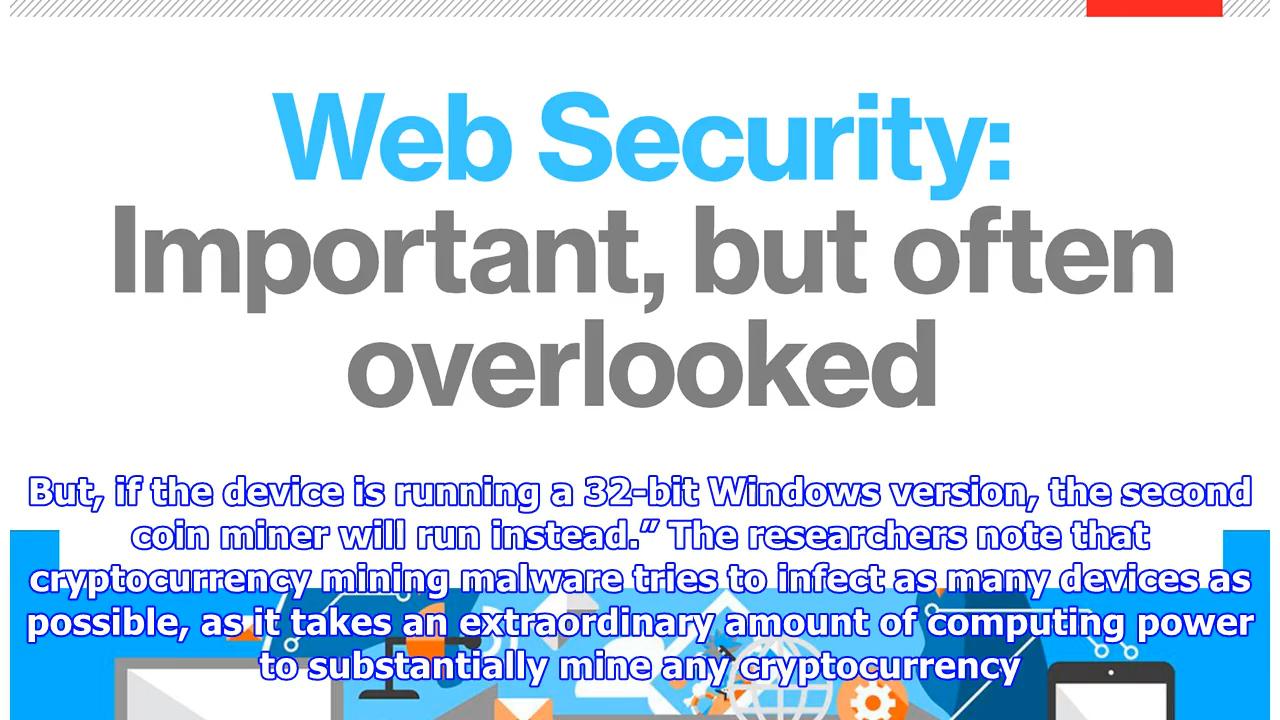 Web Security:
Important, but often
overlooked
But, if the device is running a 32-bit Windows version, the second
coin miner will run instead.” The researchers note that
cryptocurrency mining malware tries to infect as many devices as
possible, as it takes an extraordinary amount of computing power
to substantially mine any cryptocurrency